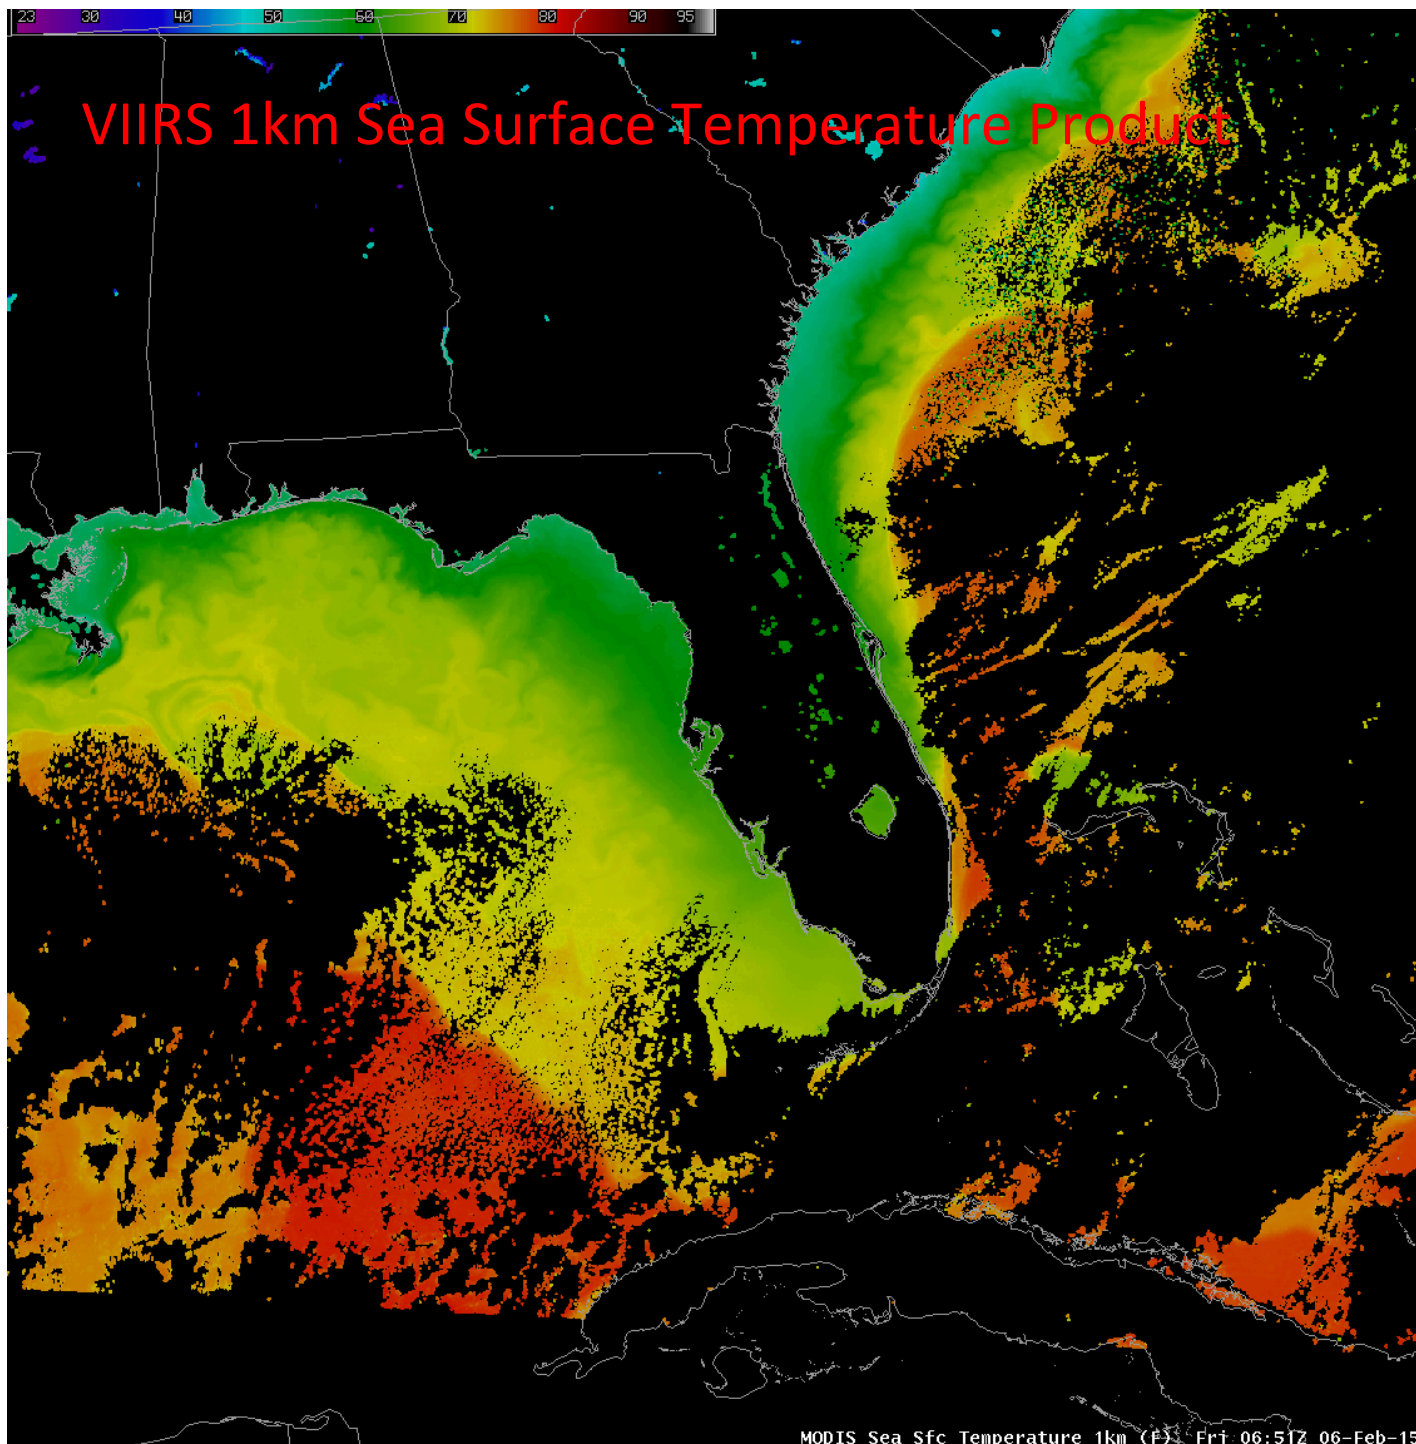 23 30 40 50 60 70 80 90 95
VIIRS 1km Sea Surface Temperature Product
MODIS Sea Sfc Temperature 1km (F) Fri 06:51Z 06-Feb-15